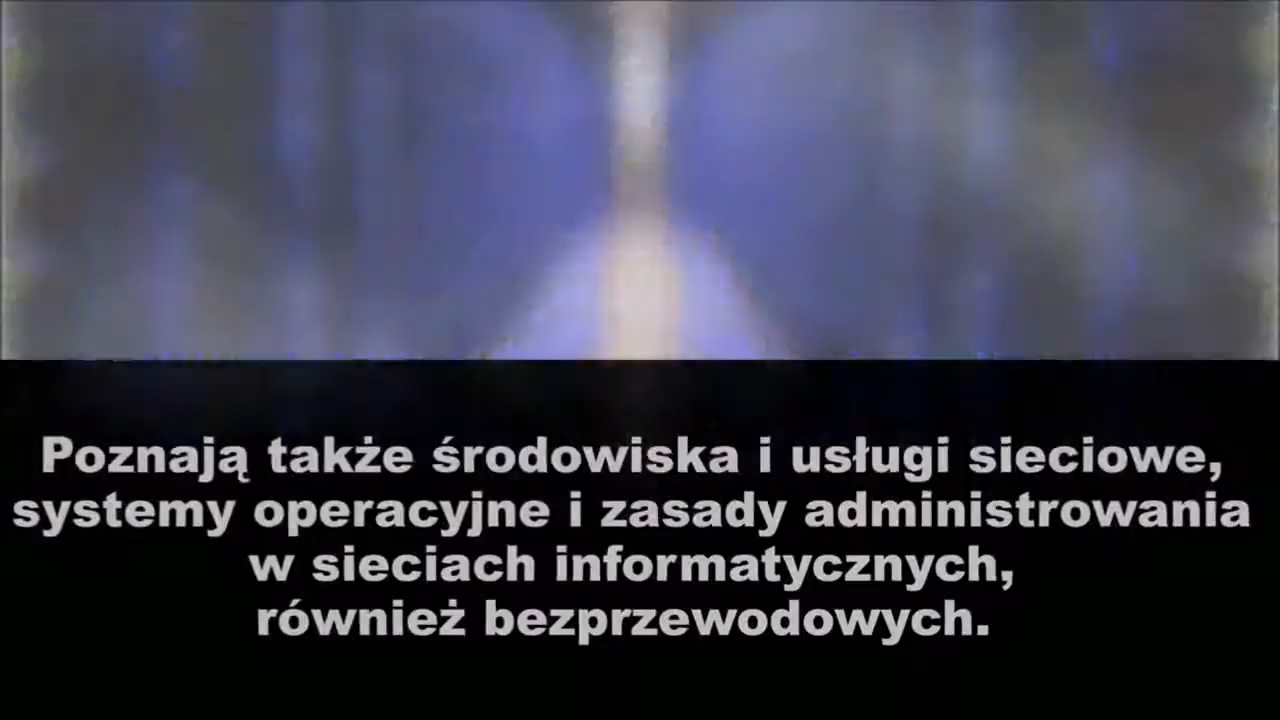 Poznają także środowiska i usługi sieciowe,
systemy operacyjne i zasady administrowania
w sieciach informatycznych,
również bezprzewodowych.